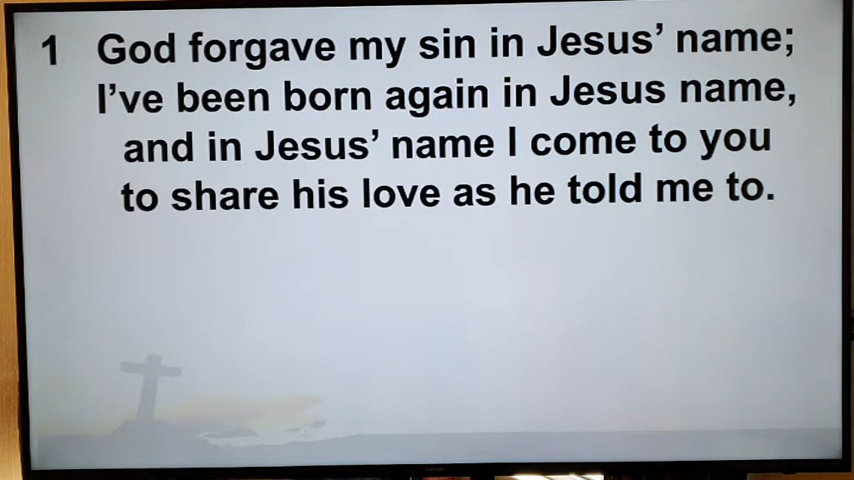 1 God forgave my sin in Jesus’ name;
I’ve been born again in Jesus name,
and in Jesus’ name I come to you
to share his love as he told me to.